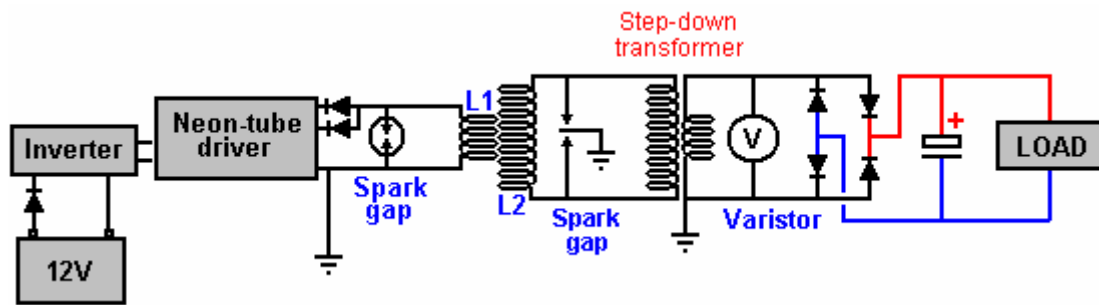 Step-down
transformer
L1
Neon-tube
driver
Inverter
V
+
LOAD
Spark
gap
L2
Spark
gap
Varistor
12V